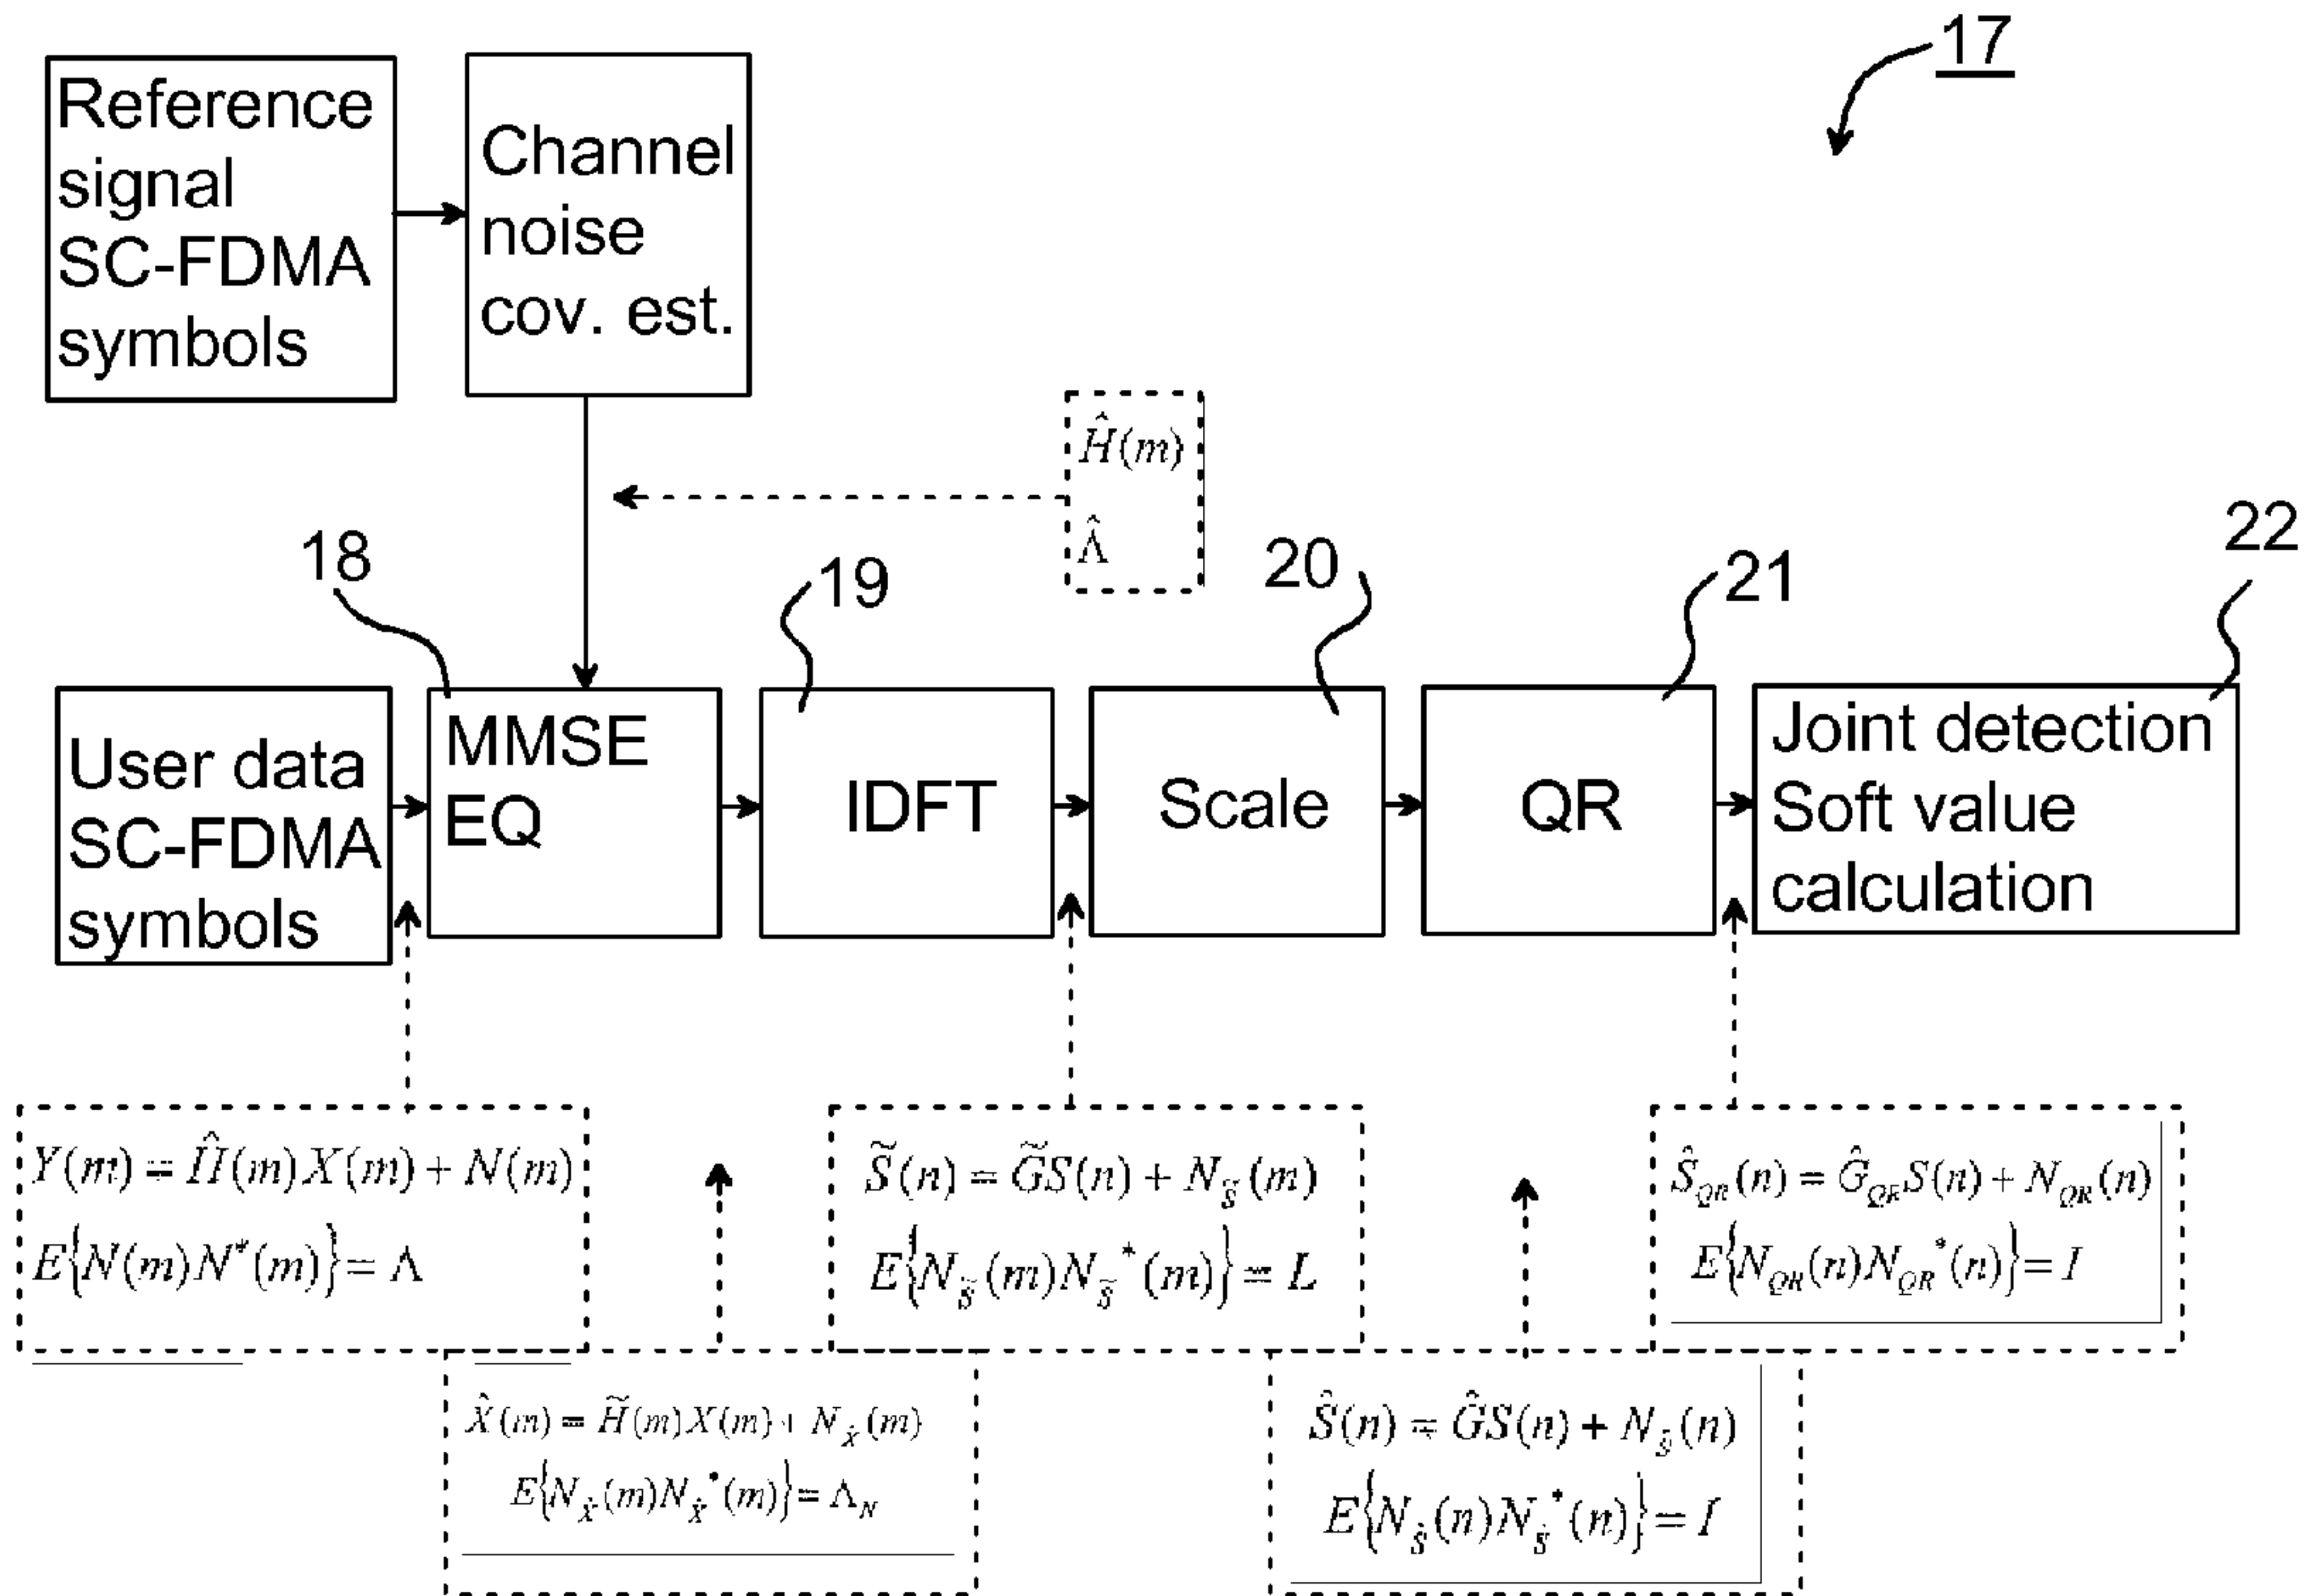 17
Reference
signal
SC-FDMA
symbols
Channel
noise
cov. est.
Ĥ(m)
Λ̂
18
19
20
21
22
User data
SC-FDMA
symbols
MMSE
EQ
IDFT
Scale
QR
Joint detection
Soft value
calculation
Y(m) = Ĥ(m)X(m) + N(m)
E{N(m)N*(m)} = Λ
S̃(n) = G̃S(n) + N_S̃(m)
E{N_S̃(m)N_S̃*(m)} = L
Ŝ_QR(n) = Ĝ_QR S(n) + N_QR(n)
E{N_QR(n)N_QR*(n)} = I
X̂(m) = H̃(m)X(m) + N_X̂(m)
E{N_X̂(m)N_X̂*(m)} = Λ_N
Ŝ(n) = ĜS(n) + N_Ŝ(n)
E{N_Ŝ(n)N_Ŝ*(n)} = I